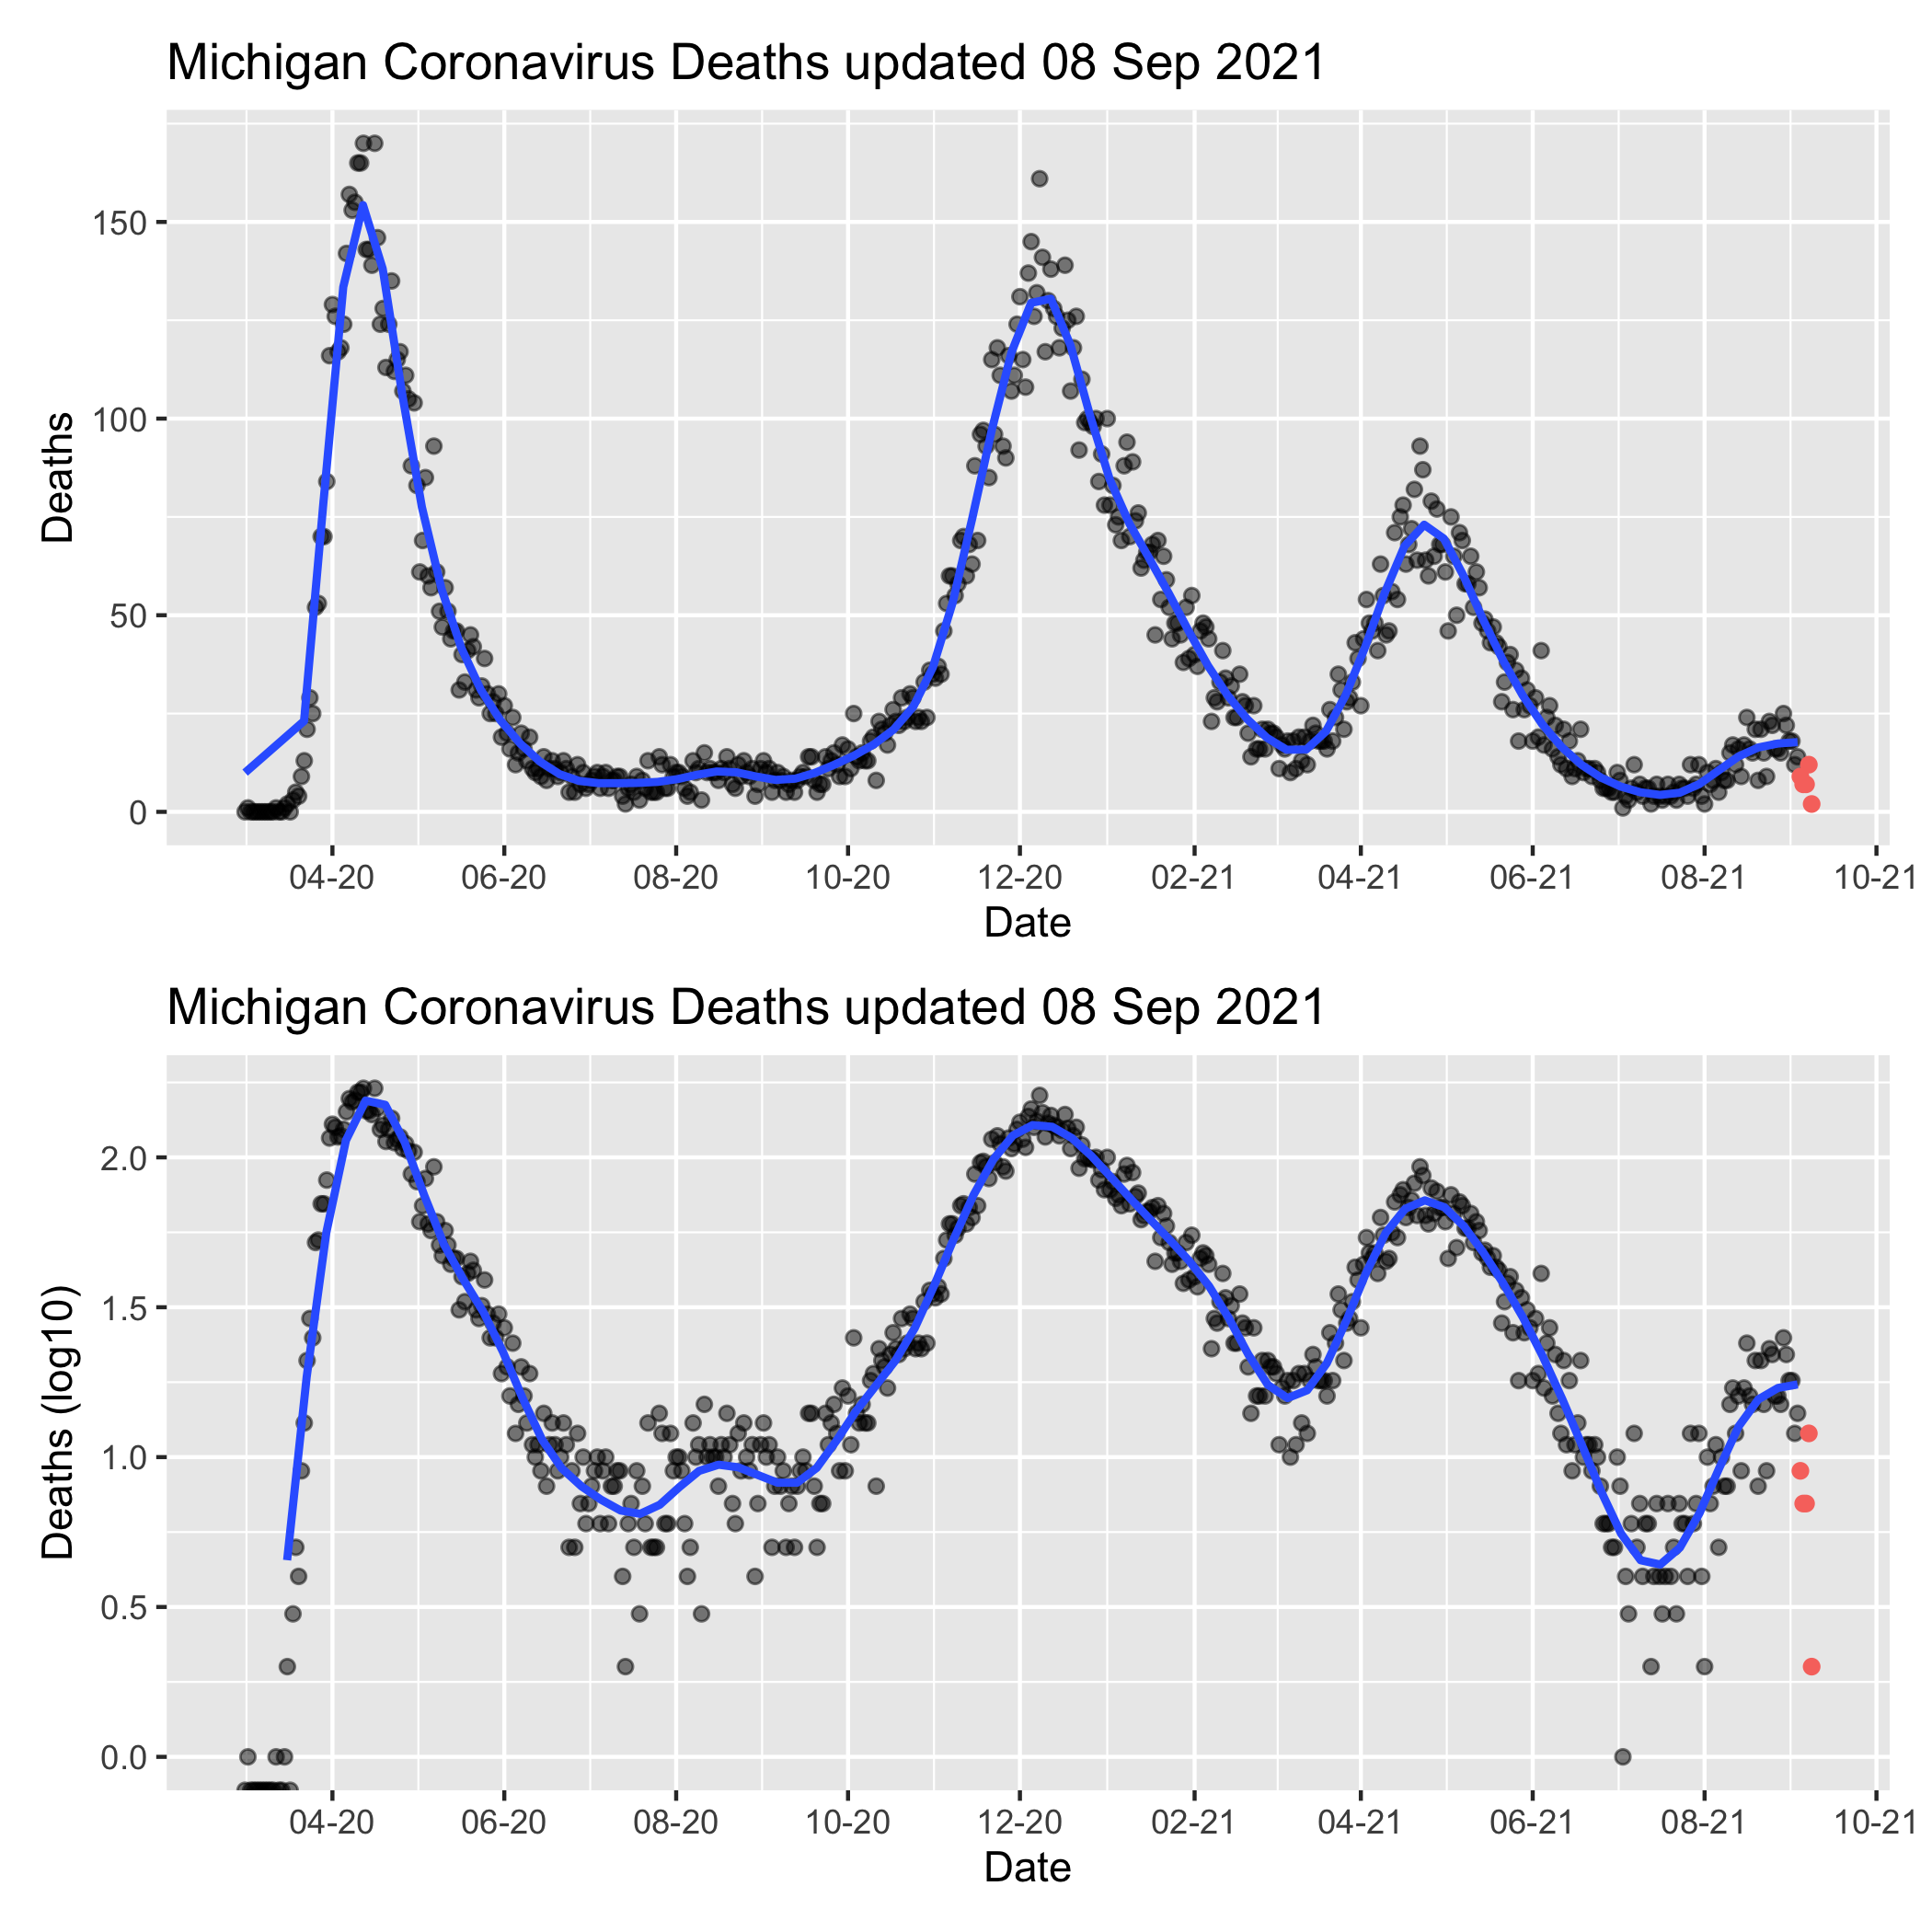 Michigan Coronavirus Deaths updated 08 Sep 2021
150
100
50
0
Deaths
04-20 06-20 08-20 10-20 12-20 02-21 04-21 06-21 08-21 10-21
Date
Michigan Coronavirus Deaths updated 08 Sep 2021
2.0
1.5
1.0
0.5
0.0
Deaths (log10)
04-20 06-20 08-20 10-20 12-20 02-21 04-21 06-21 08-21 10-21
Date